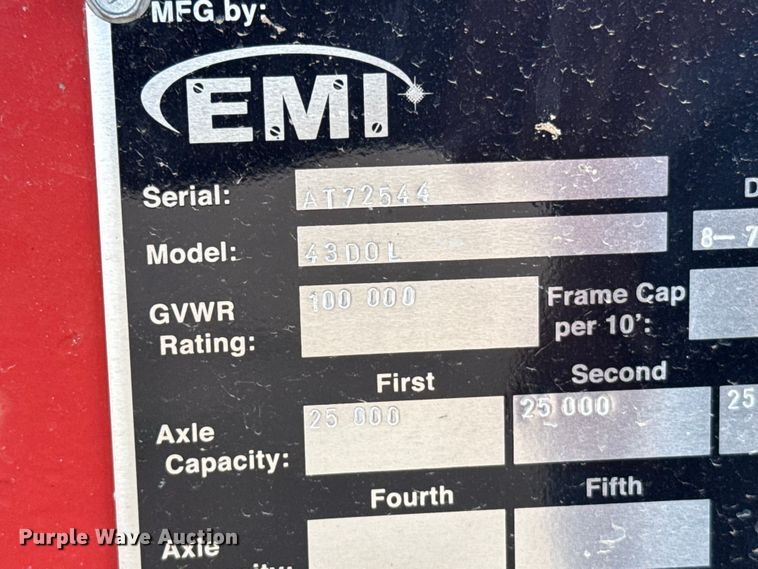 MFG by:
EMI
Serial: AT72544 D
Model: 43DOL 8-7
GVWR 100 000 Frame Cap
Rating: per 10':
First Second
Axle 25 000 25 000 25
Capacity:
Fourth Fifth
Axle
Purple Wave Auction